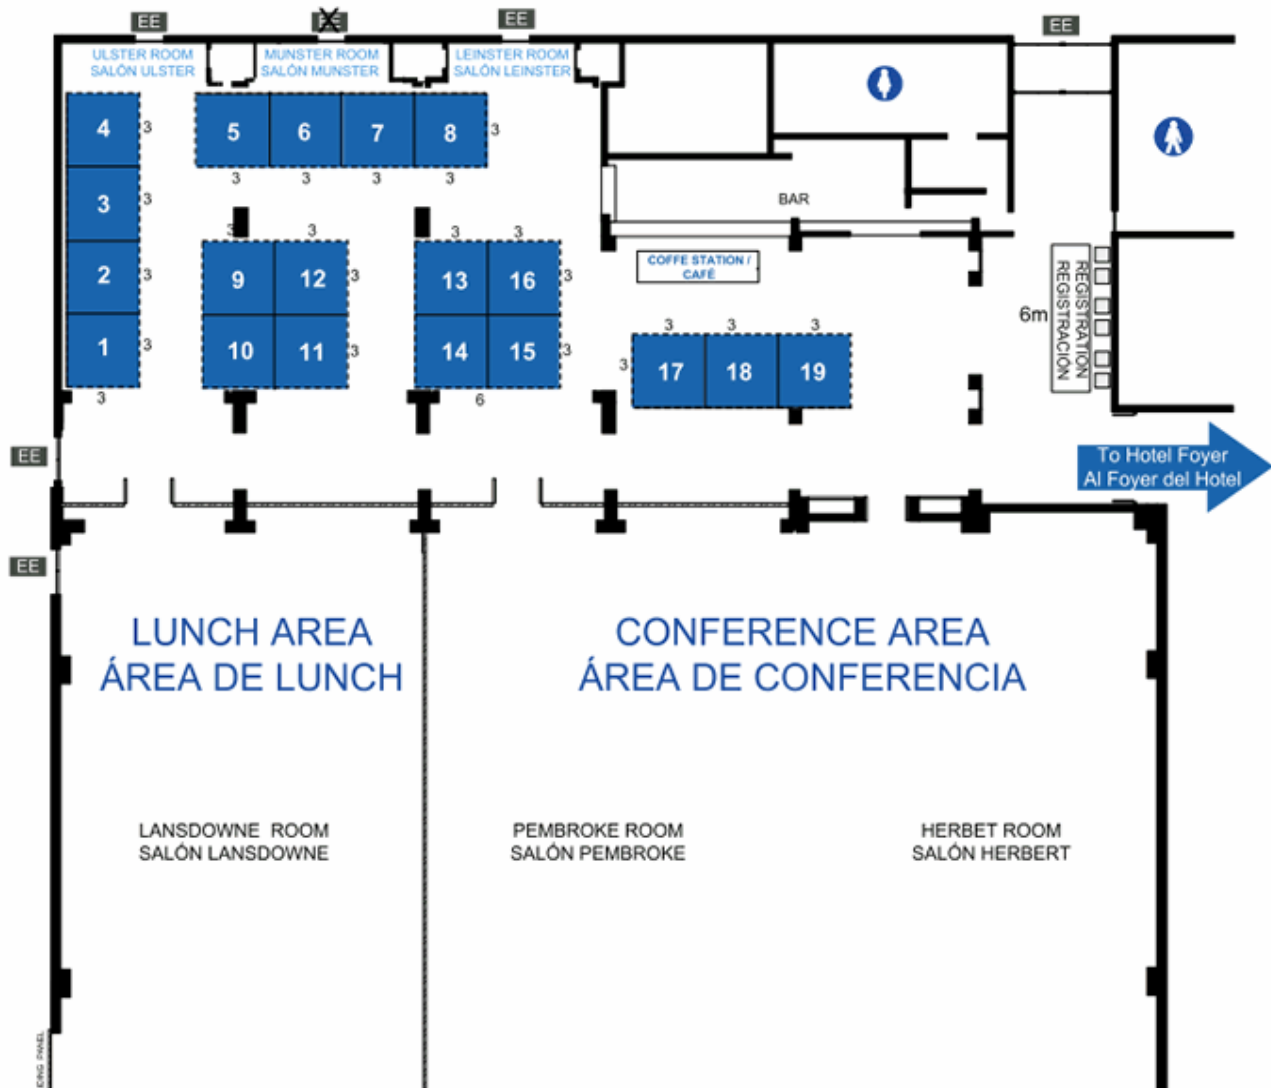 EE
EE
EE
EE
ULSTER ROOM
SALÓN ULSTER
MUNSTER ROOM
SALÓN MUNSTER
LEINSTER ROOM
SALÓN LEINSTER
4
3
5
6
7
8
3
3
3
3
3
3
3
BAR
2
3
1
3
3
3
3
9
12
3
10
11
3
3
3
13
16
3
14
15
3
6
COFFE STATION /
CAFÉ
3
3
3
3
17
18
19
6m
REGISTRATION
REGISTRACIÓN
EE
To Hotel Foyer
Al Foyer del Hotel
EE
LUNCH AREA
ÁREA DE LUNCH
CONFERENCE AREA
ÁREA DE CONFERENCIA
LANSDOWNE ROOM
SALÓN LANSDOWNE
PEMBROKE ROOM
SALÓN PEMBROKE
HERBET ROOM
SALÓN HERBERT
PANEL